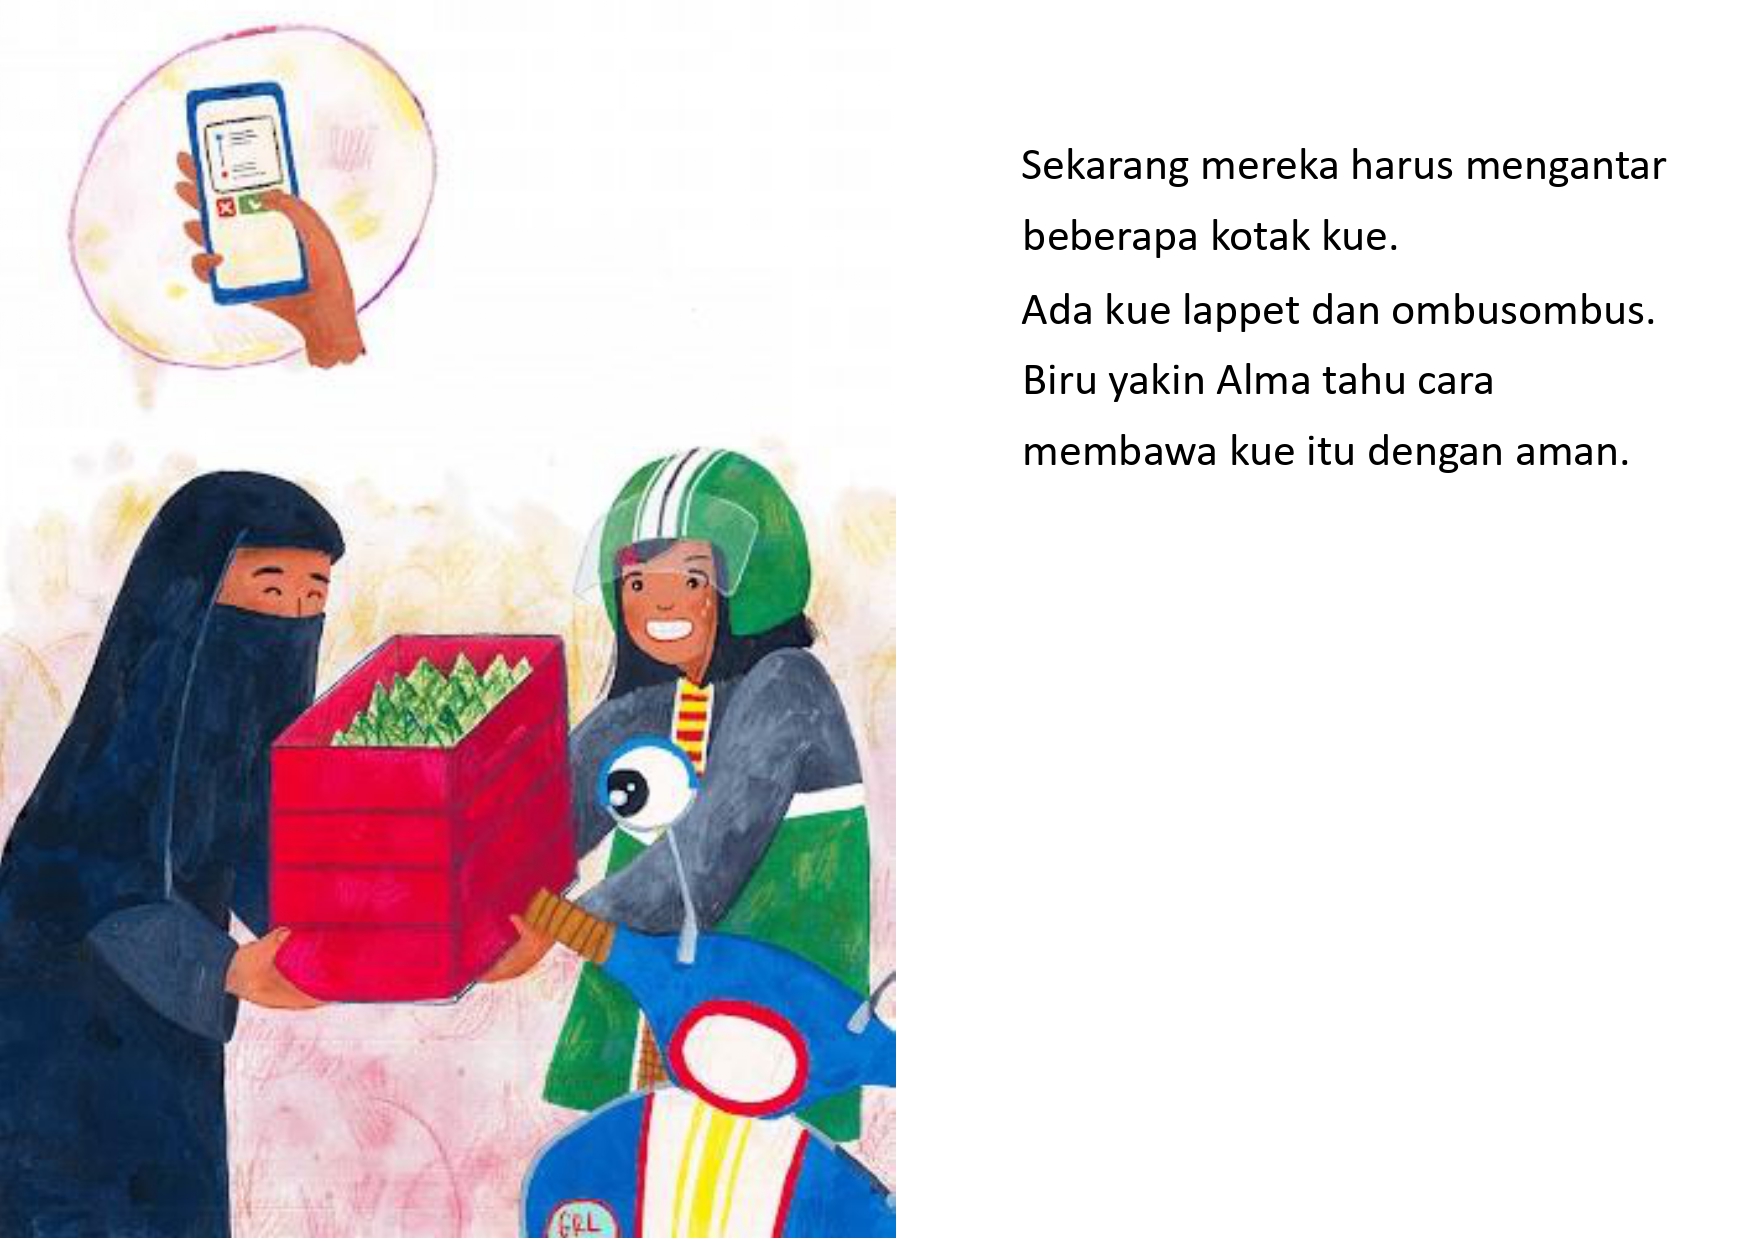 Sekarang mereka harus mengantar
beberapa kotak kue.
Ada kue lappet dan ombusombus.
Biru yakin Alma tahu cara
membawa kue itu dengan aman.
GRL